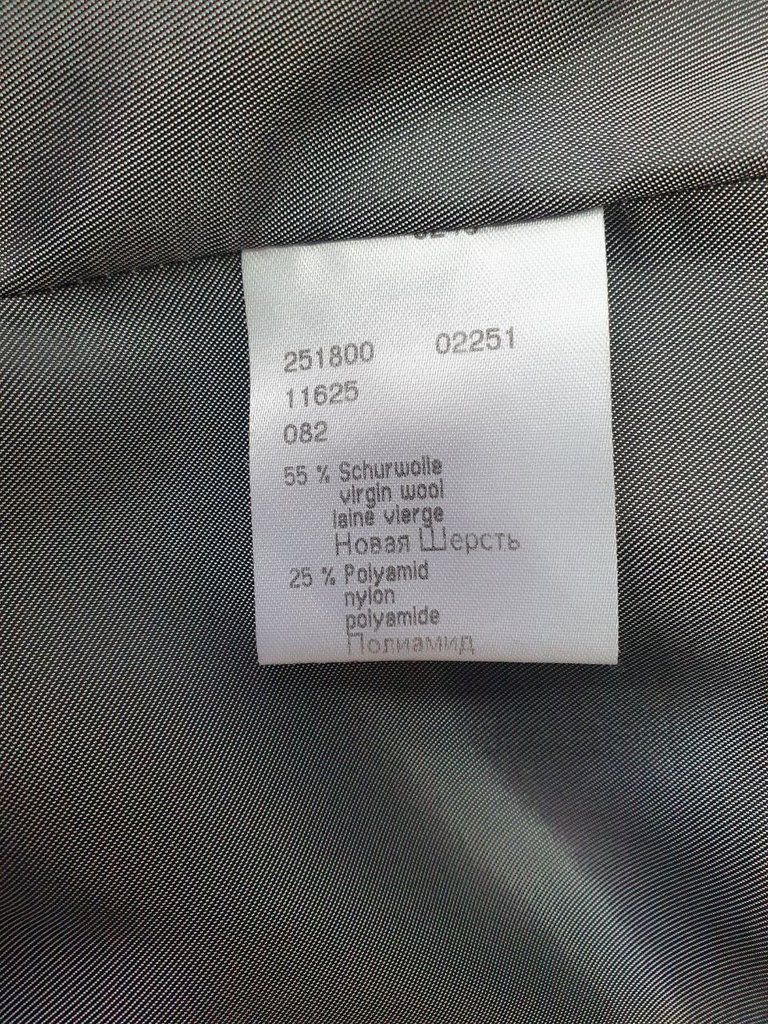 251800 02251
11625
082
55 % Schurwolle
virgin wool
laine vierge
Новая Шерсть
25 % Polyamid
nylon
polyamide
Полиамид